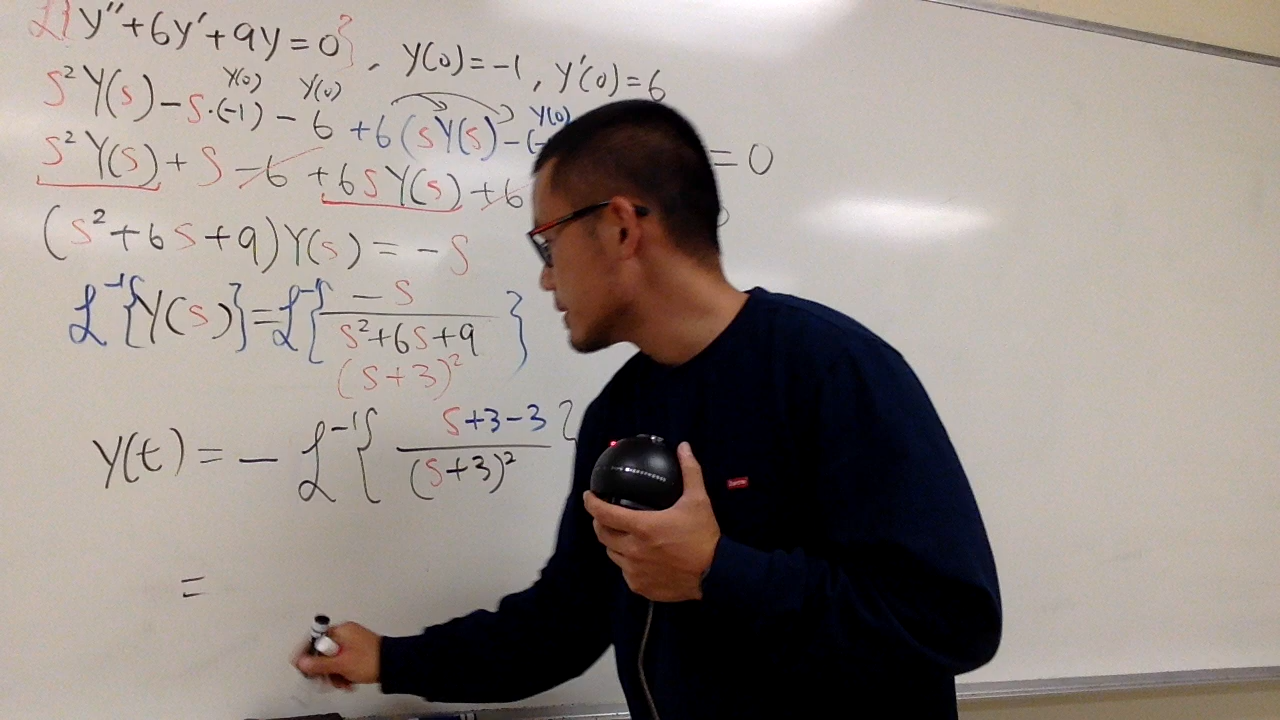 ℒ{y''+6y'+9y=0}, y(0)=-1, y'(0)=6
y(0) y(0) y(0)
s²Y(s)-s·(-1)-6+6(sY(s)-(- =0
s²Y(s)+s-6+6sY(s)+6
(s²+6s+9)Y(s)=-s
ℒ⁻¹{Y(s)}=ℒ⁻¹{-s/(s²+6s+9)}
(s+3)²
y(t)=-ℒ⁻¹{(s+3-3)/(s+3)²}
=
Supreme